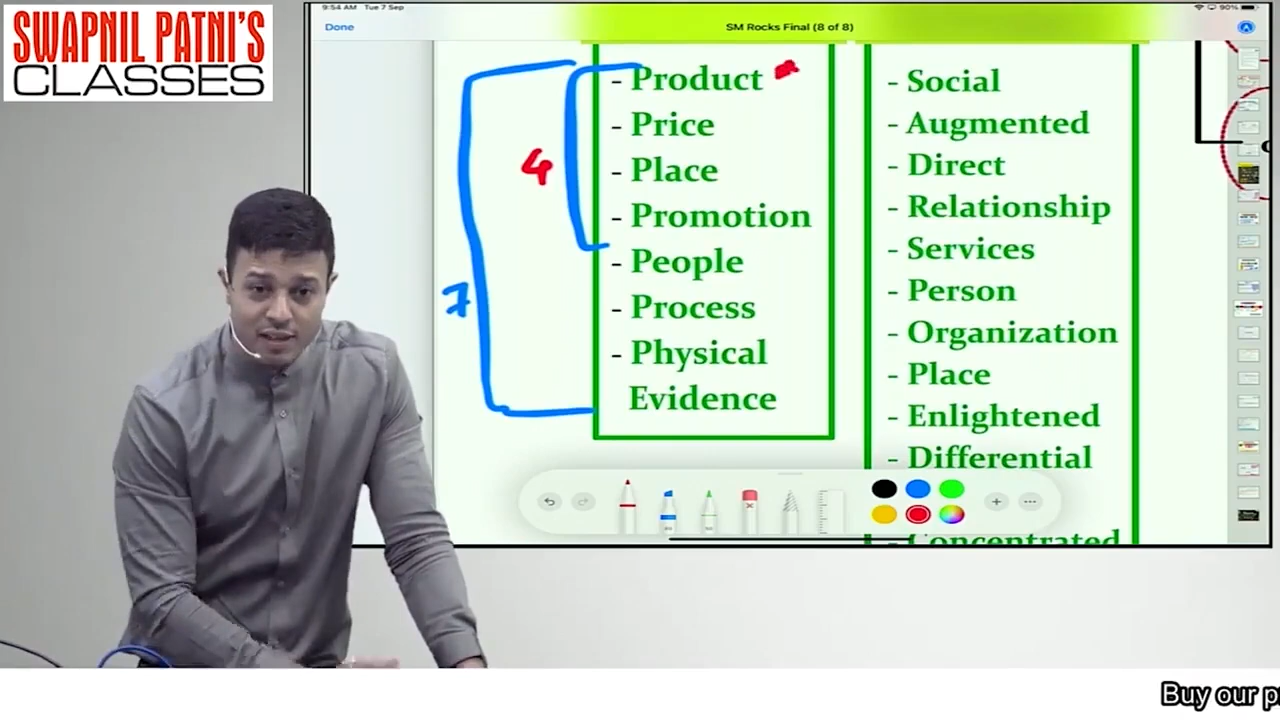 SWAPNIL PATNI'S
CLASSES
9:54 AM Tue 7 Sep
90%
Done
SM Rocks Final (8 of 8)
- Product
- Price
- Place
- Promotion
- People
- Process
- Physical
Evidence
4
7
- Social
- Augmented
- Direct
- Relationship
- Services
- Person
- Organization
- Place
- Enlightened
- Differential
- Concentrated
Buy our p